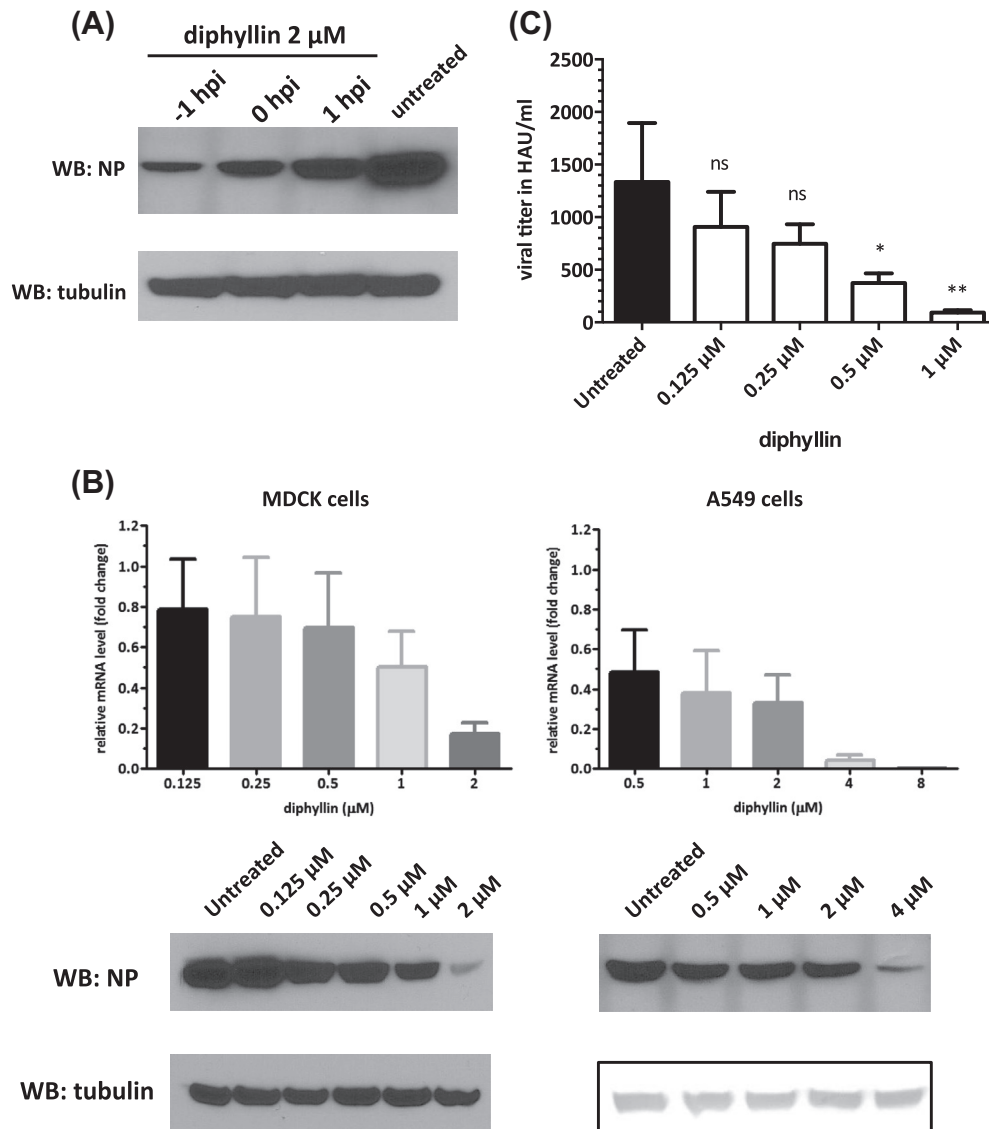 (A)
diphyllin 2 µM
-1 hpi
0 hpi
1 hpi
untreated
WB: NP
WB: tubulin
(C)
viral titer in HAU/ml
2500
2000
1500
1000
500
0
ns
ns
*
**
Untreated
0.125 µM
0.25 µM
0.5 µM
1 µM
diphyllin
(B)
MDCK cells
relative mRNA level (fold change)
1.2
1.0
0.8
0.6
0.4
0.2
0.0
0.125
0.25
0.5
1
2
diphyllin (µM)
A549 cells
relative mRNA level (fold change)
1.2
1.0
0.8
0.6
0.4
0.2
0.0
0.5
1
2
4
8
diphyllin (µM)
Untreated
0.125 µM
0.25 µM
0.5 µM
1 µM
2 µM
WB: NP
WB: tubulin
Untreated
0.5 µM
1 µM
2 µM
4 µM